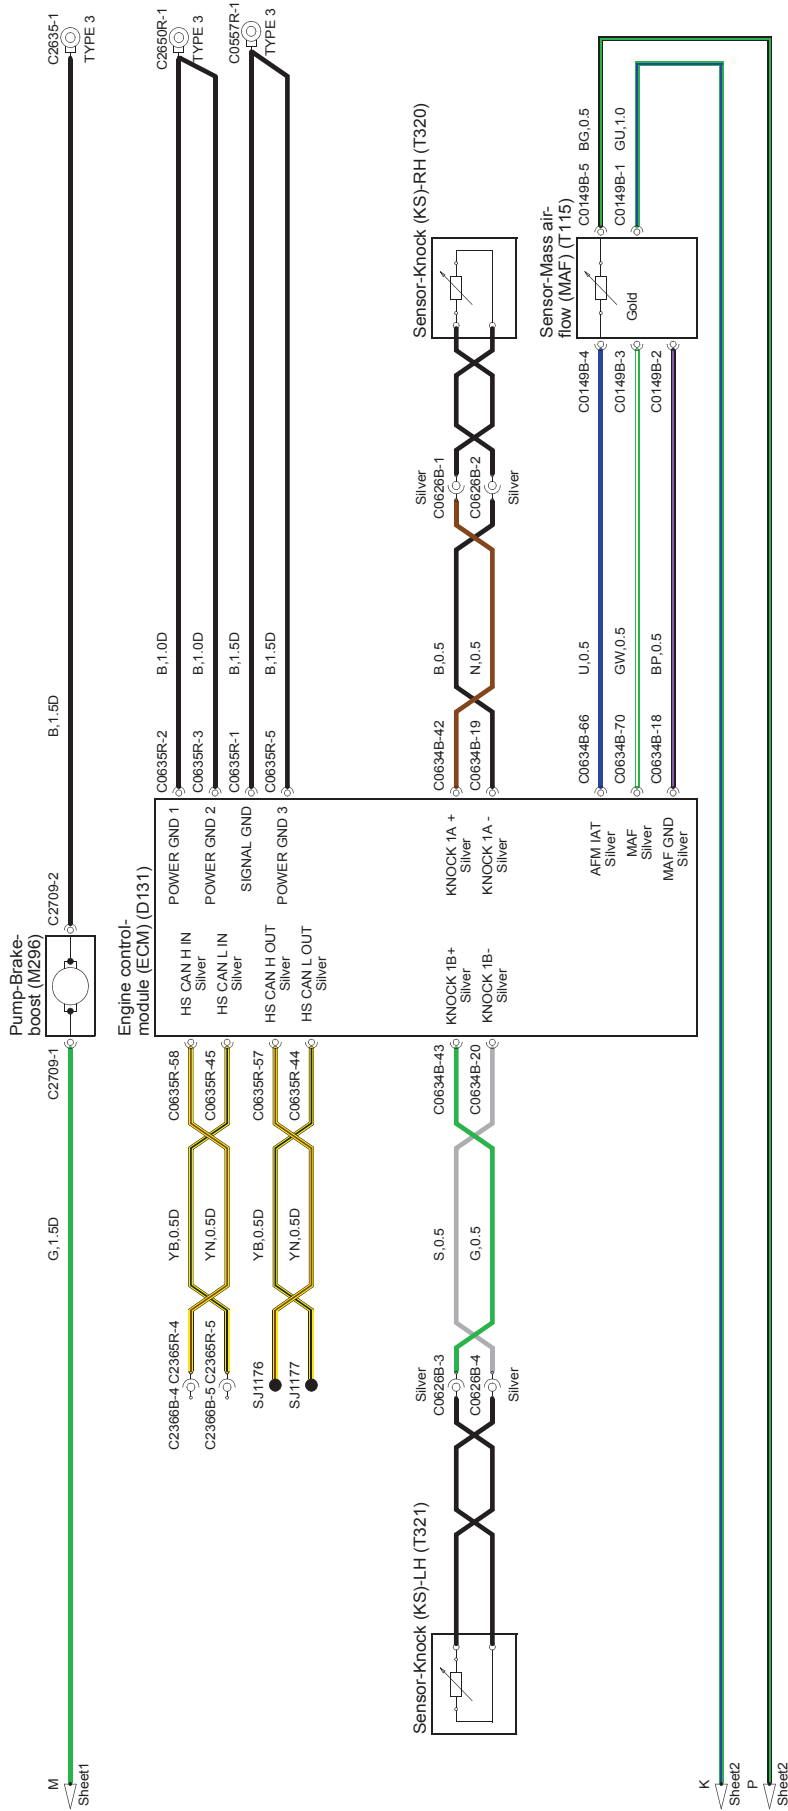 C2635-1
TYPE 3
B,1.5D
C2709-2
Pump-Brake-
boost (M296)
C2709-1
G,1.5D
M
Sheet1
C2650R-1
TYPE 3
C0557R-1
TYPE 3
B,1.0D
B,1.0D
B,1.5D
B,1.5D
C0635R-2
C0635R-3
C0635R-1
C0635R-5
Engine control-
module (ECM) (D131)
POWER GND 1
POWER GND 2
SIGNAL GND
POWER GND 3
HS CAN H IN
Silver
HS CAN L IN
Silver
HS CAN H OUT
Silver
HS CAN L OUT
Silver
C0635R-58
C0635R-45
C0635R-57
C0635R-44
YB,0.5D
YN,0.5D
YB,0.5D
YN,0.5D
C2366B-4 C2365R-4
C2366B-5 C2365R-5
SJ1176
SJ1177
Sensor-Knock (KS)-RH (T320)
Silver
C0626B-1
C0626B-2
Silver
B,0.5
N,0.5
C0634B-42
C0634B-19
KNOCK 1A +
Silver
KNOCK 1A -
Silver
KNOCK 1B+
Silver
KNOCK 1B-
Silver
C0634B-43
C0634B-20
S,0.5
G,0.5
Silver
C0626B-3
C0626B-4
Silver
Sensor-Knock (KS)-LH (T321)
BG,0.5
GU,1.0
C0149B-5
C0149B-1
Sensor-Mass air-
flow (MAF) (T115)
Gold
C0149B-4
C0149B-3
C0149B-2
U,0.5
GW,0.5
BP,0.5
C0634B-66
C0634B-70
C0634B-18
AFM IAT
Silver
MAF
Silver
MAF GND
Silver
K
Sheet2
P
Sheet2